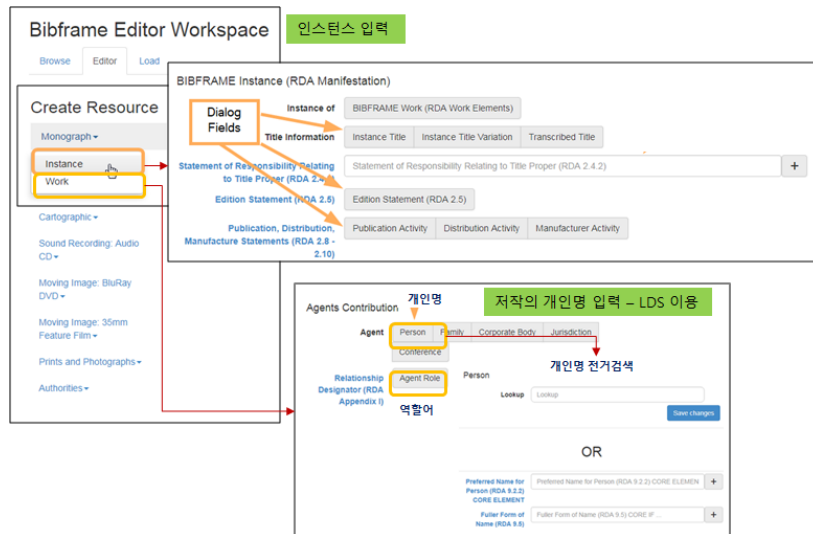 Bibframe Editor Workspace
인스턴스 입력
Browse Editor Load
BIBFRAME Instance (RDA Manifestation)
Create Resource
Monograph
Instance
Work
Cartographic
Sound Recording: Audio
CD
Moving Image: BluRay
DVD
Moving Image: 35mm
Feature Film
Prints and Photographs
Authorities
Dialog
Fields
Instance of
BIBFRAME Work (RDA Work Elements)
Title Information
Instance Title Instance Title Variation Transcribed Title
Statement of Responsibility Relating
to Title Proper (RDA 2.4
Statement of Responsibility Relating to Title Proper (RDA 2.4.2)
+
Edition Statement (RDA 2.5)
Edition Statement (RDA 2.5)
Publication, Distribution,
Manufacture Statements (RDA 2.8 -
2.10)
Publication Activity Distribution Activity Manufacturer Activity
저작의 개인명 입력 – LDS 이용
Agents Contribution
개인명
Agent
Person Family Corporate Body Jurisdiction
Conference
개인명 전거검색
Relationship
Designator (RDA
Appendix I)
Agent Role
역할어
Person
Lookup
Lookup
Save changes
OR
Preferred Name for
Person (RDA 9.2.2)
CORE ELEMENT
Preferred Name for Person (RDA 9.2.2) CORE ELEMEN
+
Fuller Form of
Name (RDA 9.5)
Fuller Form of Name (RDA 9.5) CORE IF ...
+